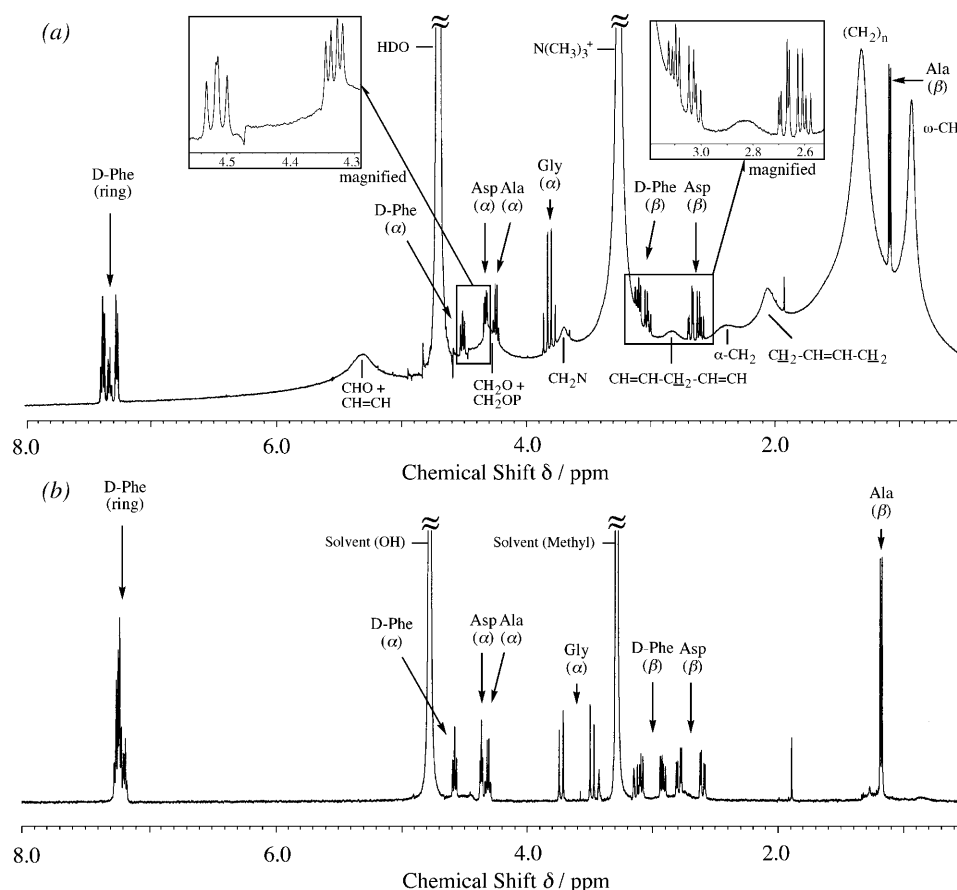 (a)
HDO
N(CH3)3+
(CH2)n
Ala
(β)
ω-CH
4.5 4.4 4.3
magnified
3.0 2.8 2.6
magnified
D-Phe
(ring)
D-Phe
(α)
Asp Ala
(α) (α)
Gly
(α)
D-Phe
(β)
Asp
(β)
CHO +
CH=CH
CH2O +
CH2OP
CH2N
CH=CH-CH2-CH=CH
α-CH2
CH2-CH=CH-CH2
8.0 6.0 4.0 2.0
Chemical Shift δ / ppm
(b)
D-Phe
(ring)
Solvent (OH)
Solvent (Methyl)
Ala
(β)
D-Phe
(α)
Asp Ala
(α) (α)
Gly
(α)
D-Phe
(β)
Asp
(β)
8.0 6.0 4.0 2.0
Chemical Shift δ / ppm